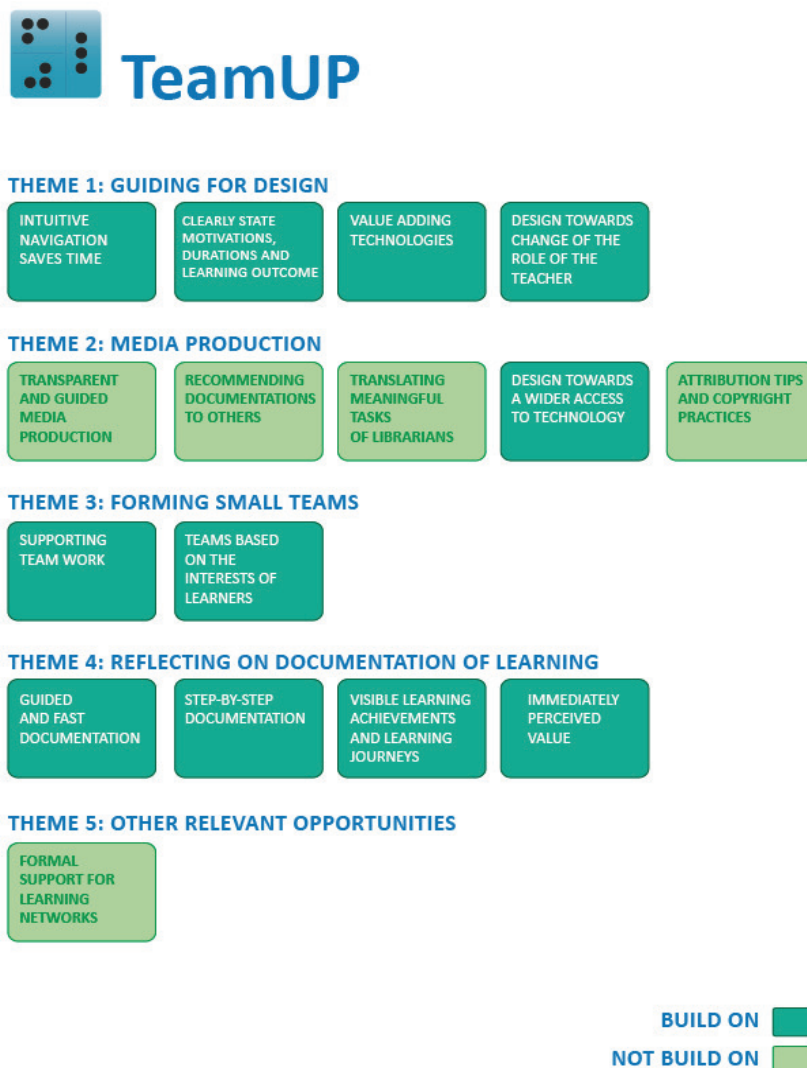 TeamUP
THEME 1: GUIDING FOR DESIGN
INTUITIVE
NAVIGATION
SAVES TIME
CLEARLY STATE
MOTIVATIONS,
DURATIONS AND
LEARNING OUTCOME
VALUE ADDING
TECHNOLOGIES
DESIGN TOWARDS
CHANGE OF THE
ROLE OF THE
TEACHER
THEME 2: MEDIA PRODUCTION
TRANSPARENT
AND GUIDED
MEDIA
PRODUCTION
RECOMMENDING
DOCUMENTATIONS
TO OTHERS
TRANSLATING
MEANINGFUL
TASKS
OF LIBRARIANS
DESIGN TOWARDS
A WIDER ACCESS
TO TECHNOLOGY
ATTRIBUTION TIPS
AND COPYRIGHT
PRACTICES
THEME 3: FORMING SMALL TEAMS
SUPPORTING
TEAM WORK
TEAMS BASED
ON THE
INTERESTS OF
LEARNERS
THEME 4: REFLECTING ON DOCUMENTATION OF LEARNING
GUIDED
AND FAST
DOCUMENTATION
STEP-BY-STEP
DOCUMENTATION
VISIBLE LEARNING
ACHIEVEMENTS
AND LEARNING
JOURNEYS
IMMEDIATELY
PERCEIVED
VALUE
THEME 5: OTHER RELEVANT OPPORTUNITIES
FORMAL
SUPPORT FOR
LEARNING
NETWORKS
BUILD ON
NOT BUILD ON